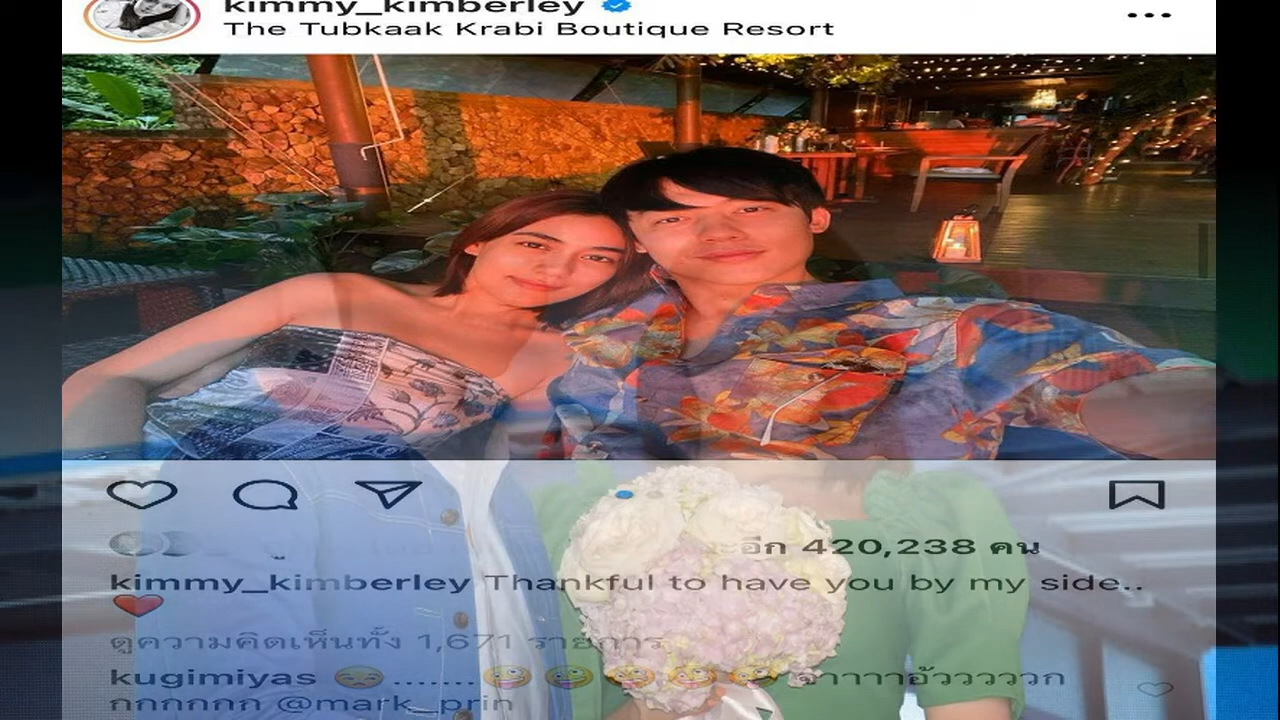 kimmy_kimberley
The Tubkaak Krabi Boutique Resort
อีก 420,238 คน
kimmy_kimberley Thankful to have you by my side..
❤️
ดูความคิดเห็นทั้ง 1,671 รายการ
kugimiyas 😒.......
กกกกกก @mark_prin